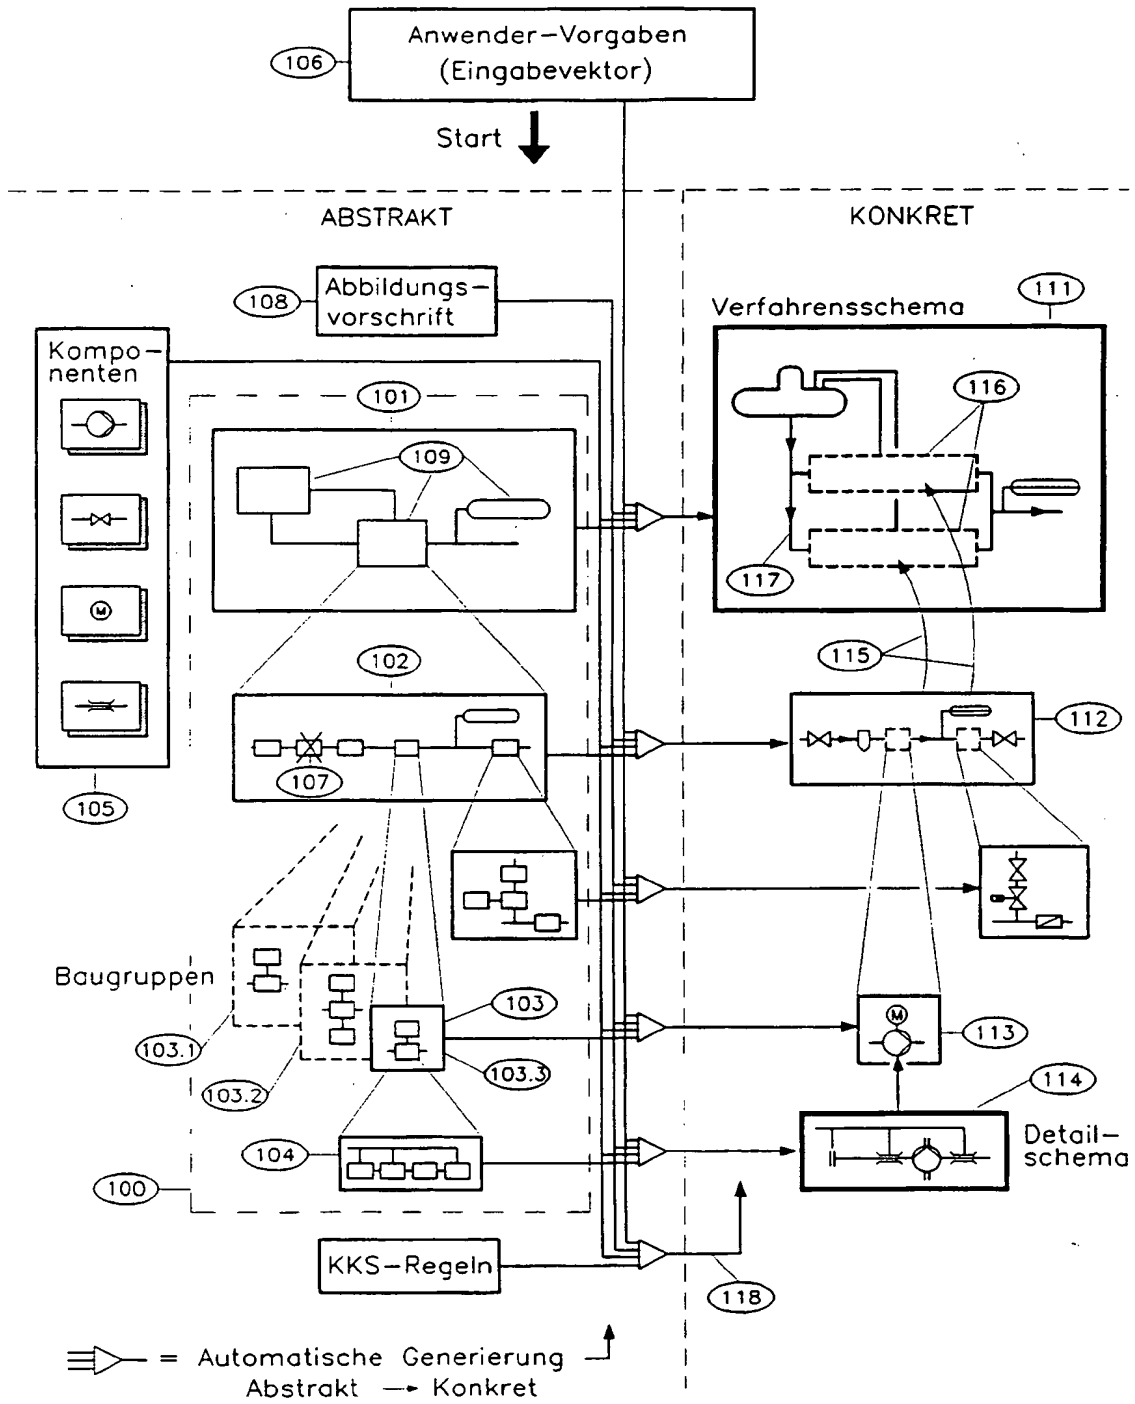 Anwender-Vorgaben
(Eingabevektor)
106
Start
ABSTRAKT
KONKRET
108
Abbildungs-
vorschrift
111
Verfahrensschema
Kompo-
nenten
101
116
109
M
117
115
102
112
107
105
Baugruppen
103
103.1
103.2
103.3
M
113
114
104
Detail-
schema
100
KKS-Regeln
118
= Automatische Generierung
Abstrakt → Konkret